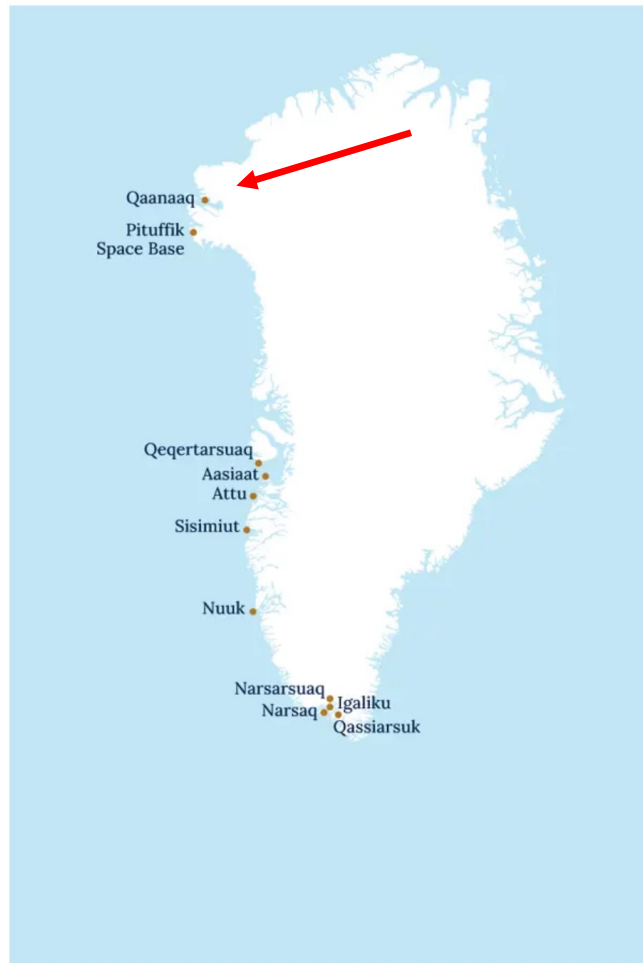 Qaanaaq
Pituffik
Space Base
Qeqertarsuaq
Aasiaat
Attu
Sisimiut
Nuuk
Narsarsuaq
Igaliku
Narsaq
Qassiarsuk